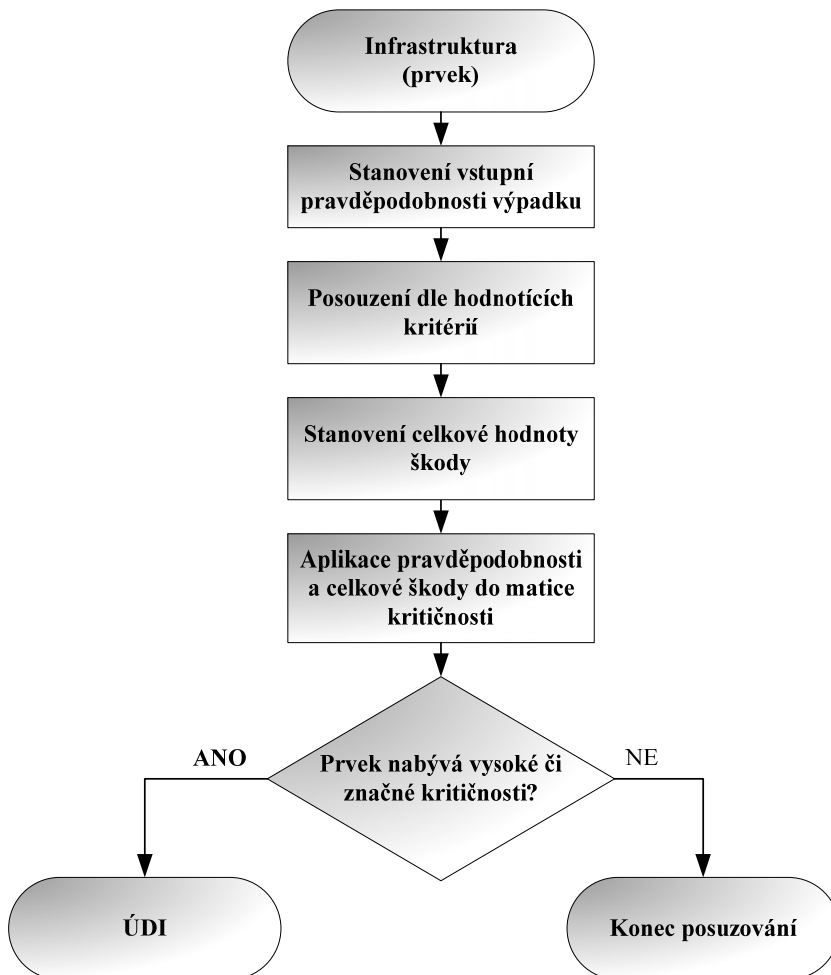 Infrastruktura
(prvek)
Stanovení vstupní
pravděpodobnosti výpadku
Posouzení dle hodnotících
kritérií
Stanovení celkové hodnoty
škody
Aplikace pravděpodobnosti
a celkové škody do matice
kritičnosti
Prvek nabývá vysoké či
značné kritičnosti?
ANO
NE
ÚDI
Konec posuzování